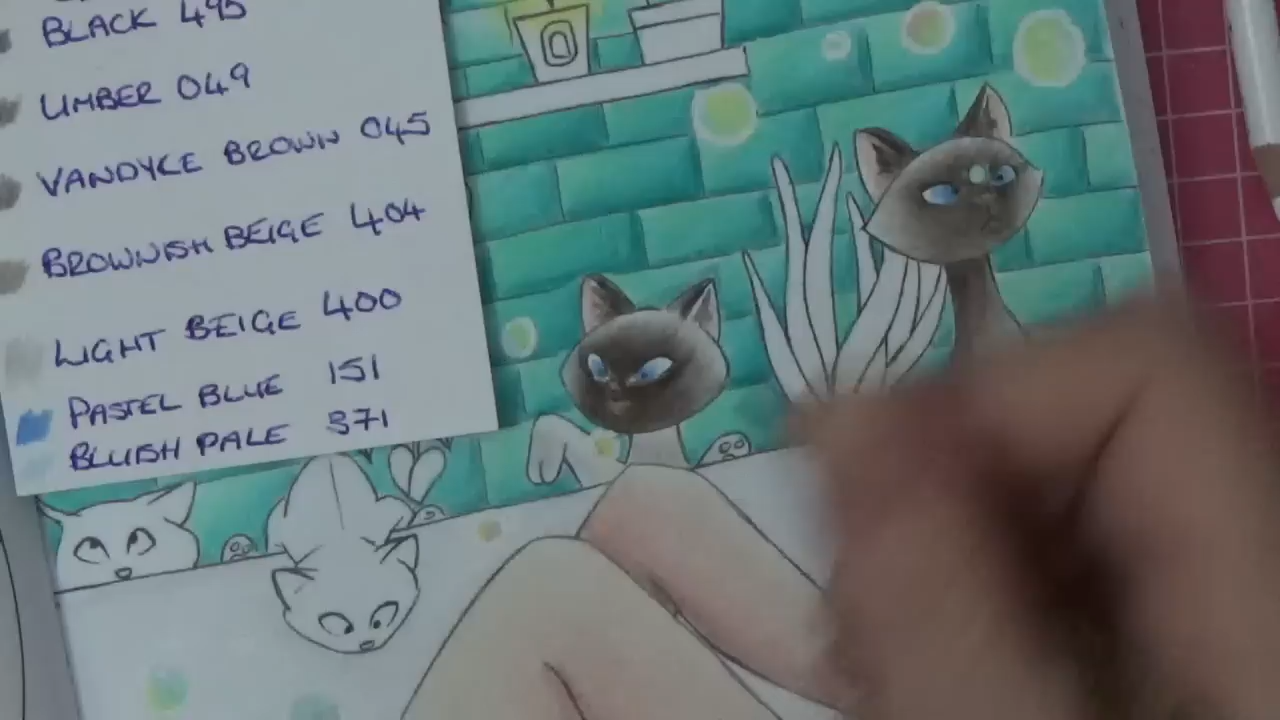 BLACK 495
UMBER 049
VANDYKE BROWN 045
BROWNISH BEIGE 404
LIGHT BEIGE 400
PASTEL BLUE 151
BLUISH PALE 371